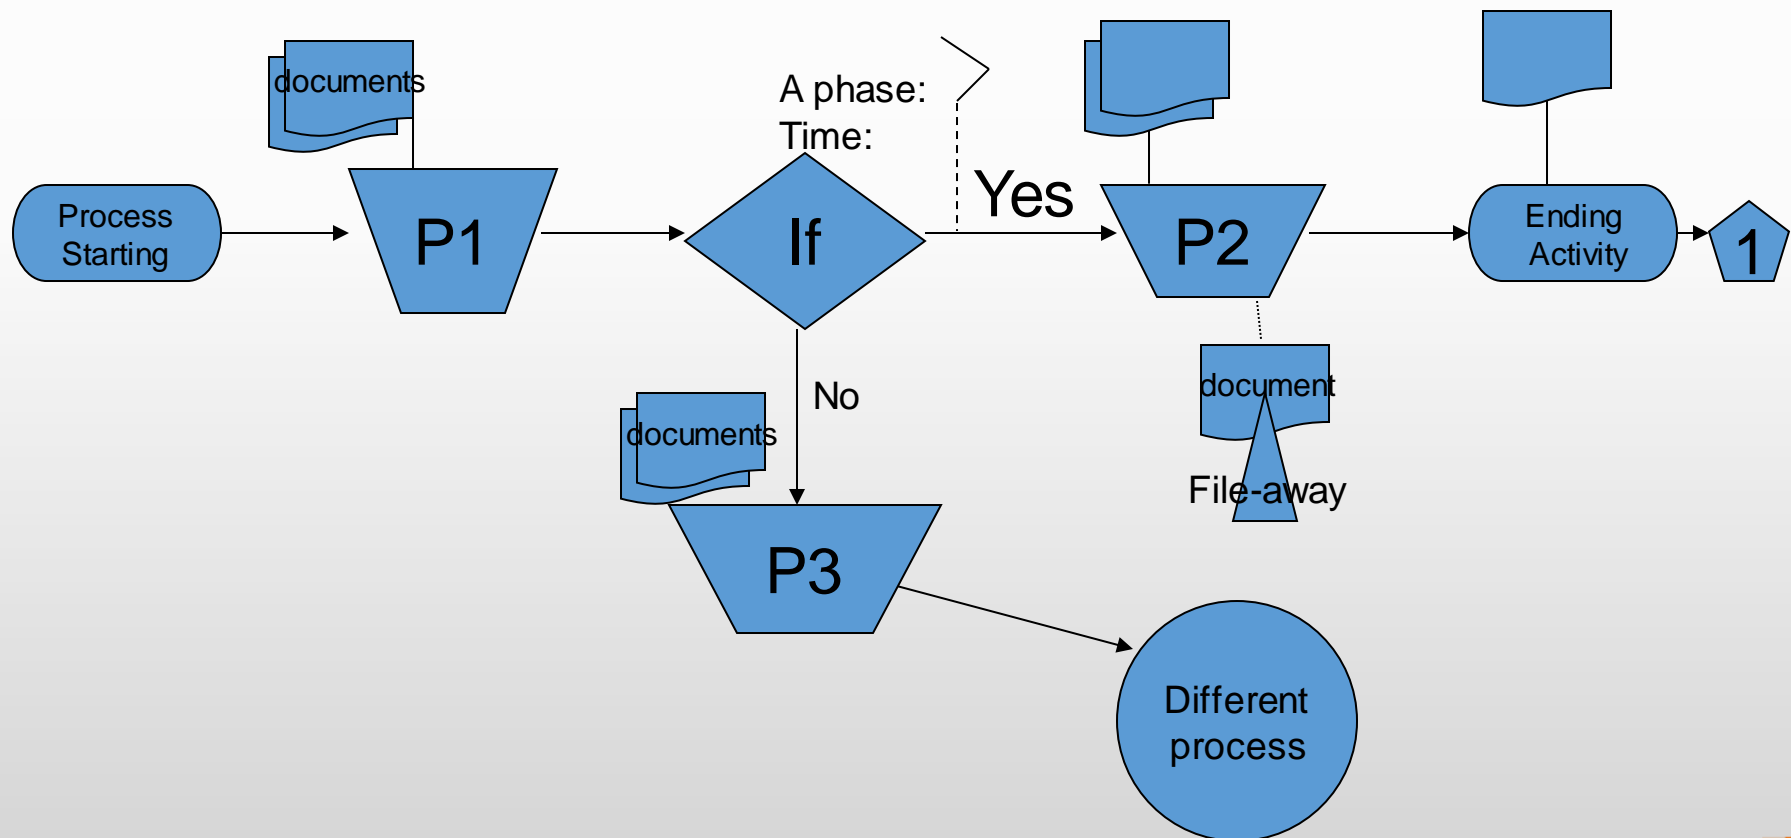 documents
A phase:
Time:
Process
Starting
P1
If
Yes
P2
Ending
Activity
1
No
documents
document
File-away
P3
Different
process